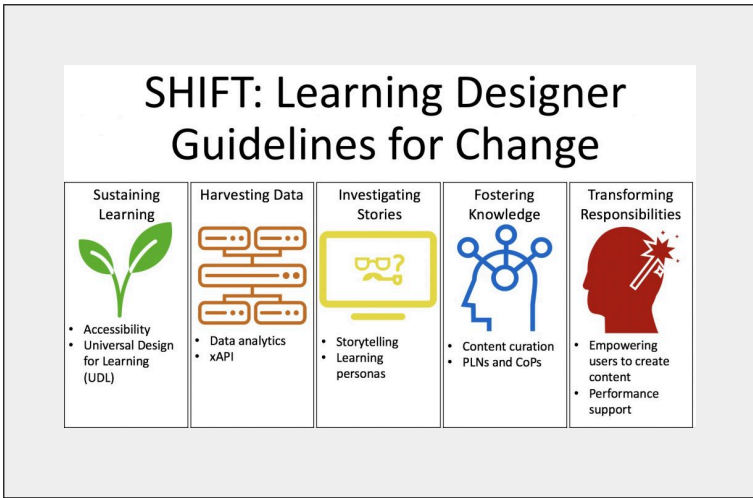 SHIFT: Learning Designer
Guidelines for Change
Sustaining
Learning
• Accessibility
• Universal Design
for Learning
(UDL)
Harvesting Data
• Data analytics
• xAPI
Investigating
Stories
?
• Storytelling
• Learning
personas
Fostering
Knowledge
• Content curation
• PLNs and CoPs
Transforming
Responsibilities
• Empowering
users to create
content
• Performance
support